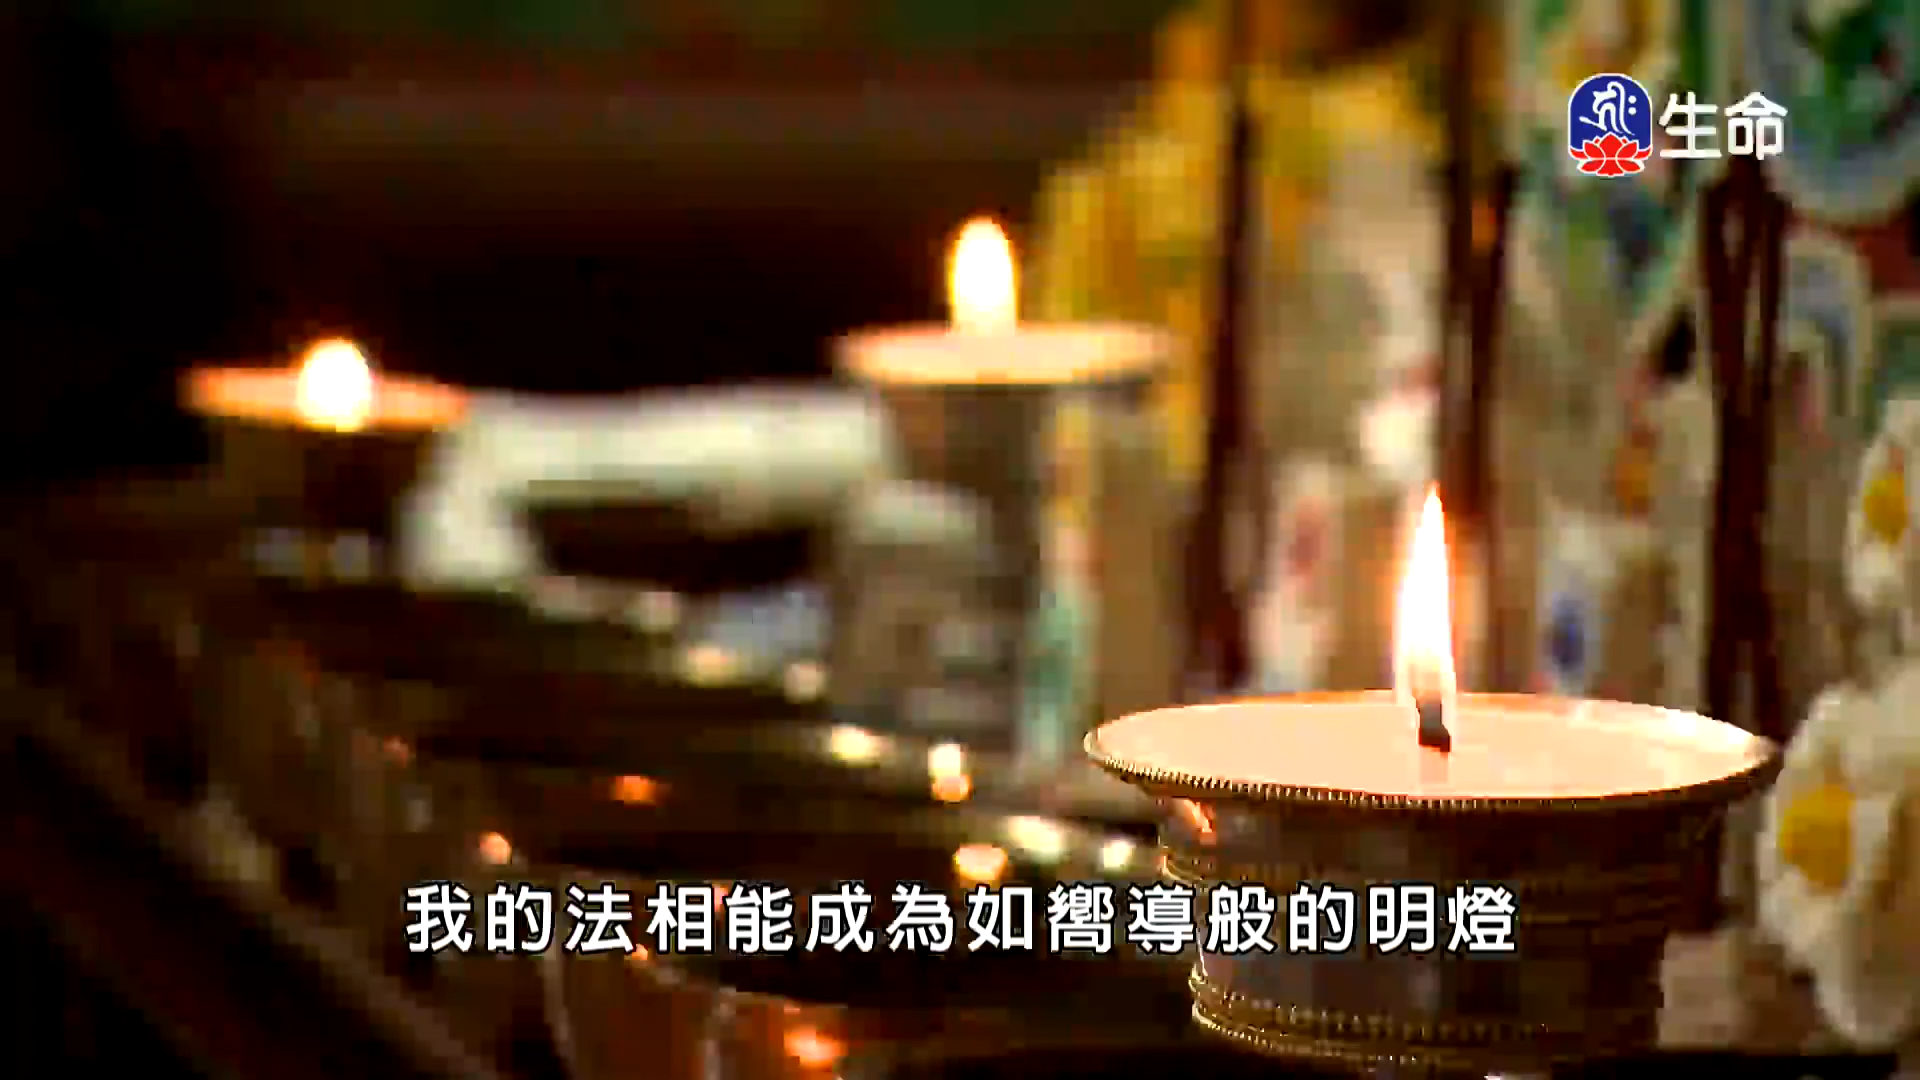 生命
我的法相能成為如嚮導般的明燈